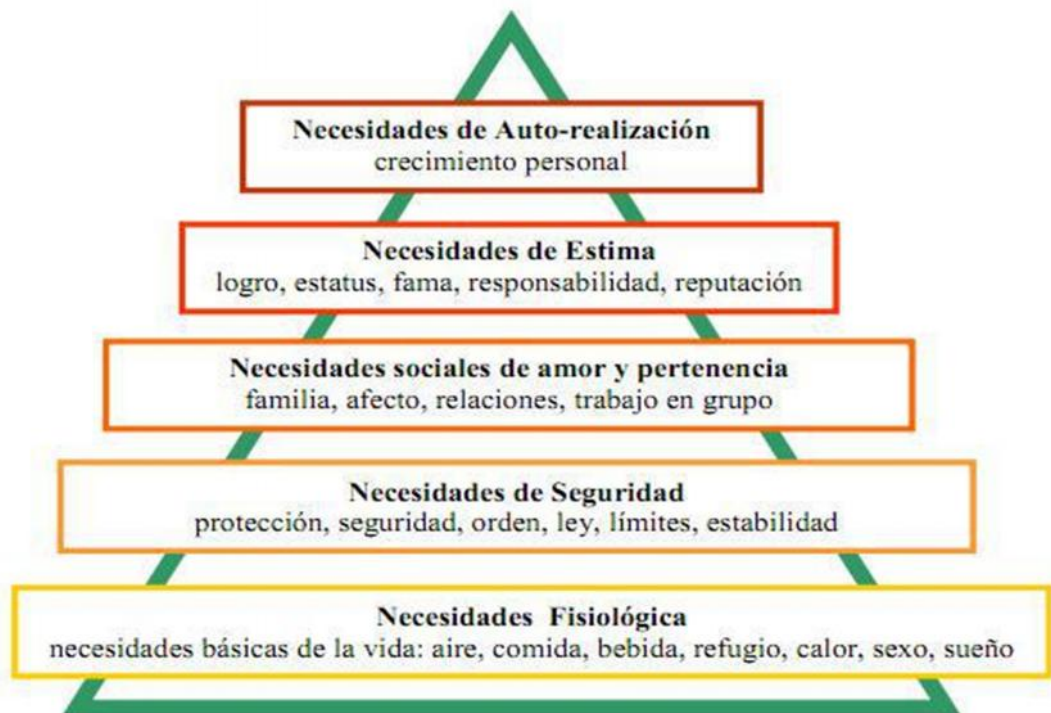 Necesidades de Auto-realización
crecimiento personal
Necesidades de Estima
logro, estatus, fama, responsabilidad, reputación
Necesidades sociales de amor y pertenencia
familia, afecto, relaciones, trabajo en grupo
Necesidades de Seguridad
protección, seguridad, orden, ley, límites, estabilidad
Necesidades Fisiológica
necesidades básicas de la vida: aire, comida, bebida, refugio, calor, sexo, sueño